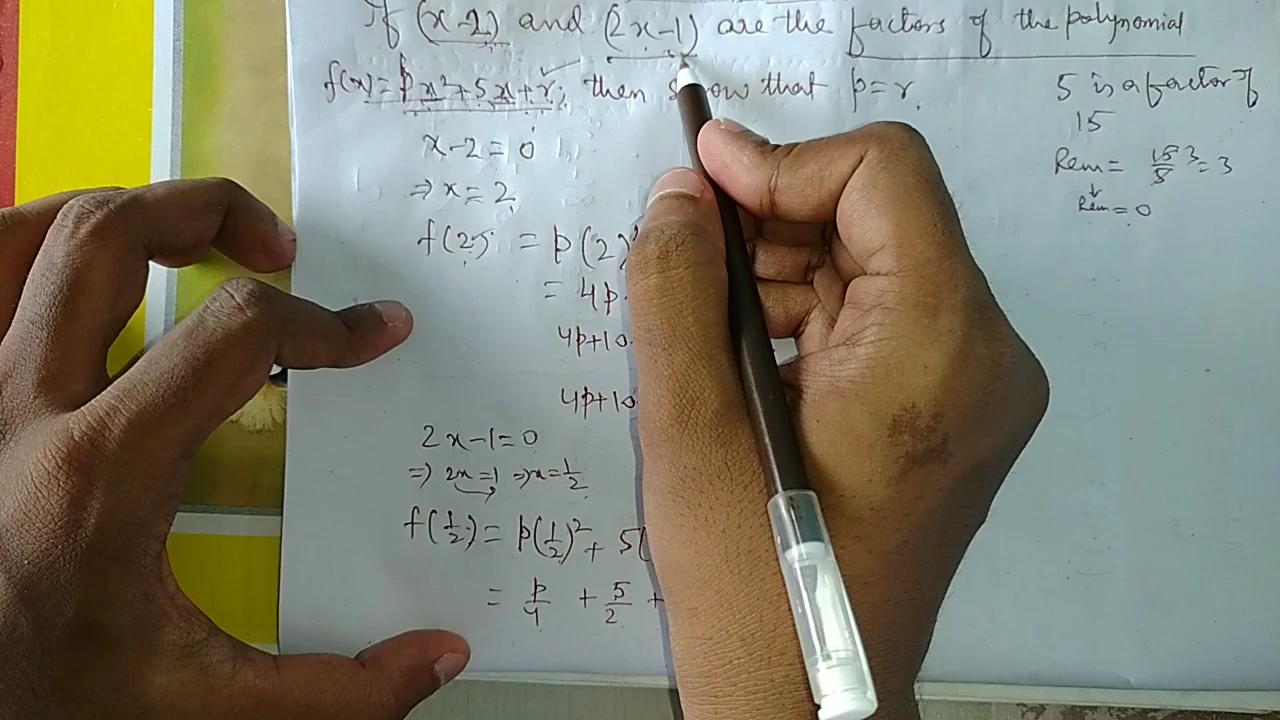 If (x-2) and (2x-1) are the factors of the polynomial
f(x) = px²+5x+r, then show that p=r.
x-2=0
⇒ x=2
f(2) = p(2)
= 4p
4p+10
4p+10
2x-1=0
⇒ 2x=1 ⇒ x=1/2
f(1/2) = p(1/2)² + 5(
= p/4 + 5/2 +
5 is a factor of
15
Rem = 15/5 3 = 3
↓
Rem = 0